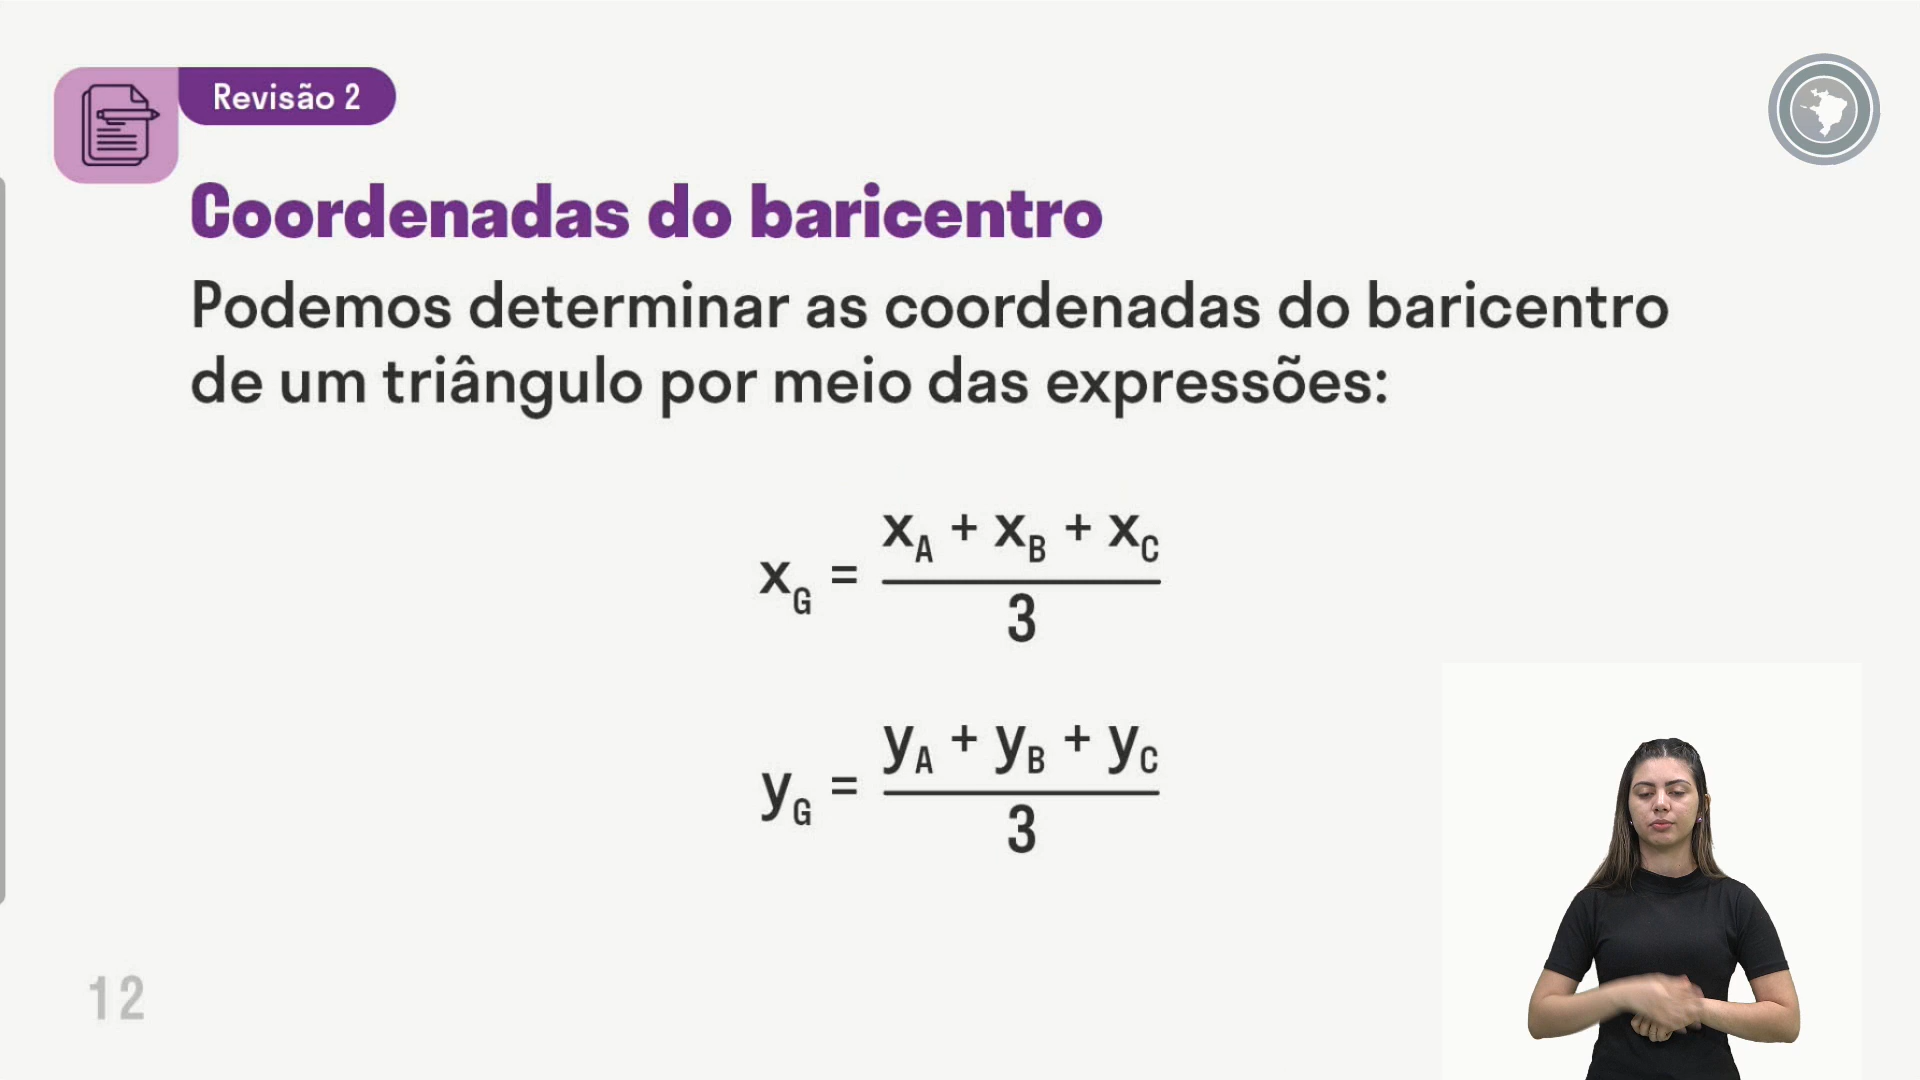 Revisão 2
Coordenadas do baricentro
Podemos determinar as coordenadas do baricentro
de um triângulo por meio das expressões:
x_G = (x_A + x_B + x_C) / 3
y_G = (y_A + y_B + y_C) / 3
12